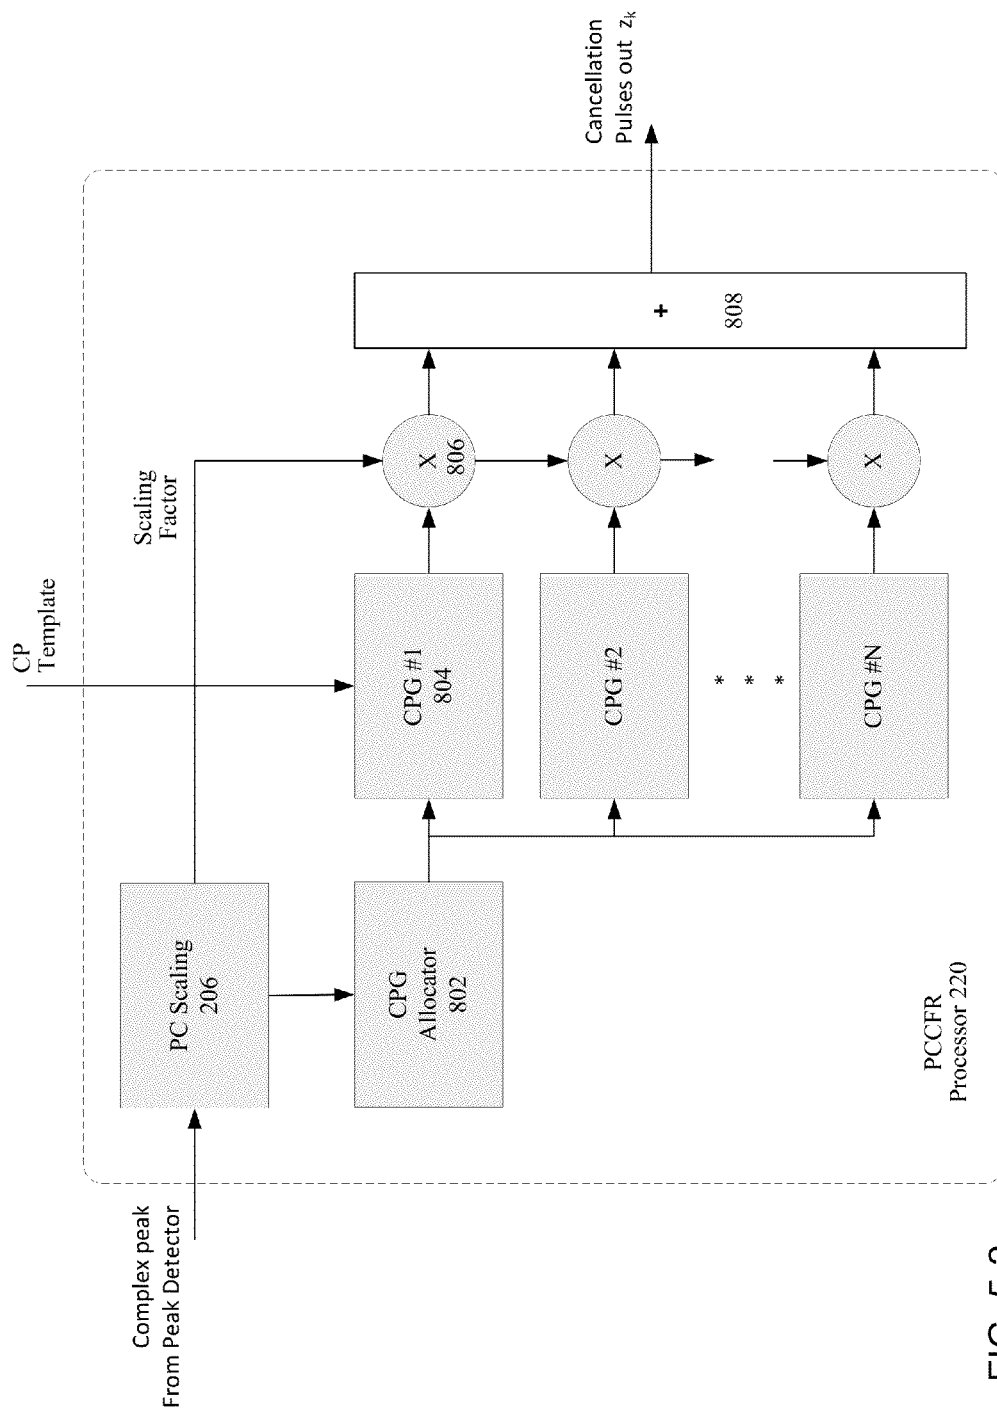 Complex peak
From Peak Detector
PC Scaling
206
CP
Template
Scaling
Factor
CPG
Allocator
802
CPG #1
804
X
806
CPG #2
X
* * *
CPG #N
X
+
808
Cancellation
Pulses out zk
PCCFR
Processor 220